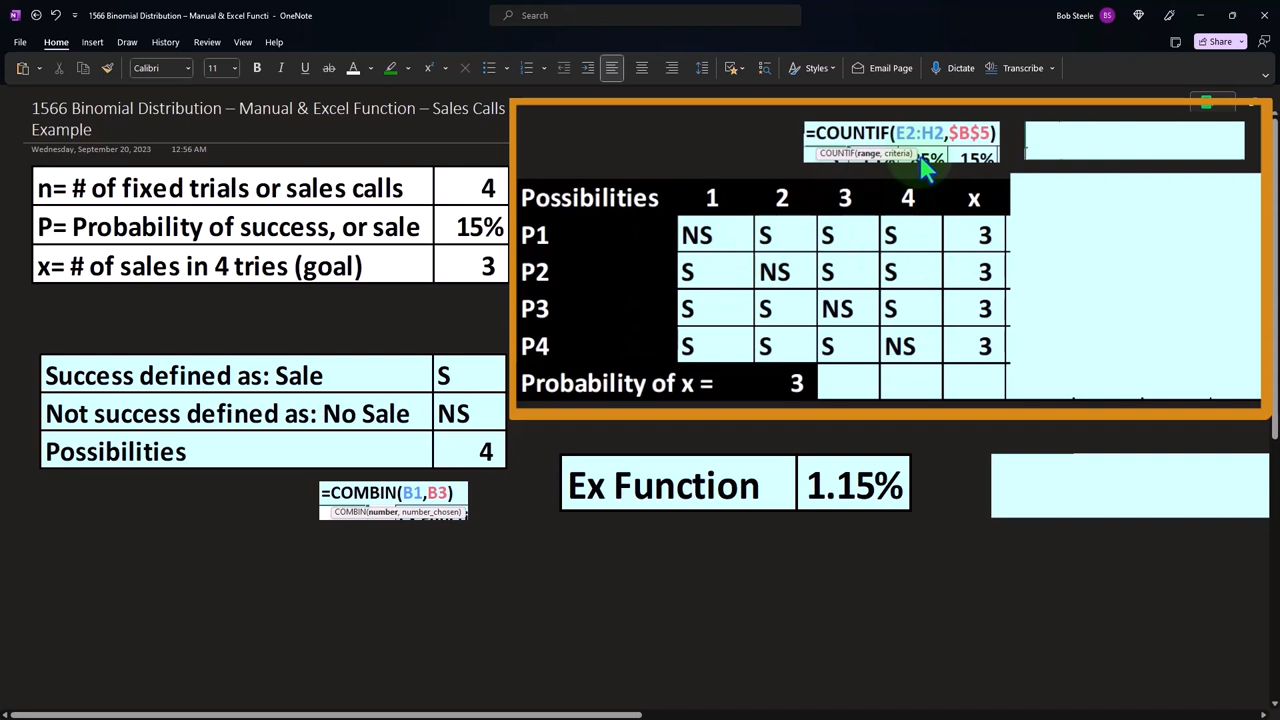 1566 Binomial Distribution – Manual & Excel Functi - OneNote
Search
Bob Steele
BS
File Home Insert Draw History Review View Help
Share
Calibri 11 B I U ab A Styles Email Page Dictate Transcribe
1566 Binomial Distribution – Manual & Excel Function – Sales Calls
Example
Wednesday, September 20, 2023 12:56 AM
n= # of fixed trials or sales calls 4
P= Probability of success, or sale 15%
x= # of sales in 4 tries (goal) 3
Success defined as: Sale S
Not success defined as: No Sale NS
Possibilities 4
=COMBIN(B1,B3)
COMBIN(number, number_chosen)
=COUNTIF(E2:H2,$B$5)
COUNTIF(range, criteria)
15%
Possibilities 1 2 3 4 x
P1 NS S S S 3
P2 S NS S S 3
P3 S S NS S 3
P4 S S S NS 3
Probability of x = 3
Ex Function 1.15%